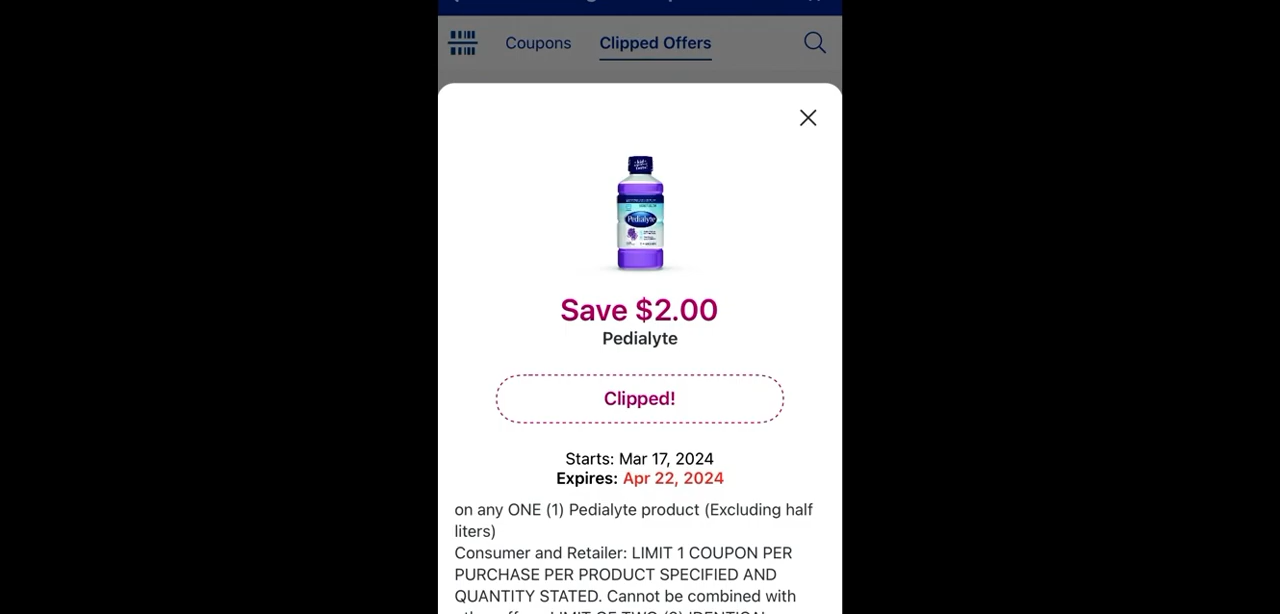 Coupons Clipped Offers
Pedialyte
Save $2.00
Pedialyte
Clipped!
Starts: Mar 17, 2024
Expires: Apr 22, 2024
on any ONE (1) Pedialyte product (Excluding half
liters)
Consumer and Retailer: LIMIT 1 COUPON PER
PURCHASE PER PRODUCT SPECIFIED AND
QUANTITY STATED. Cannot be combined with